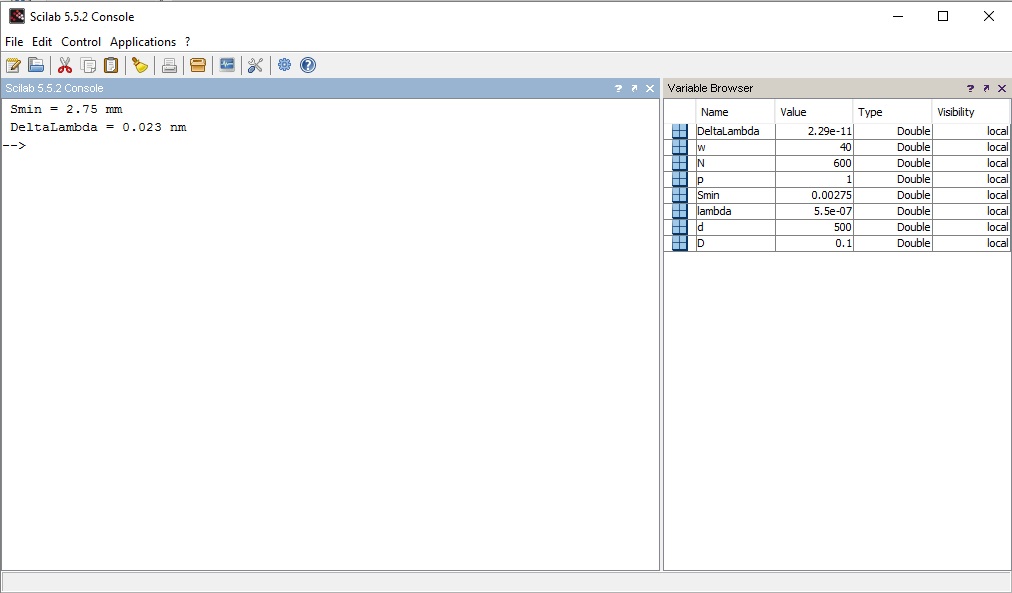 Scilab 5.5.2 Console
File Edit Control Applications ?
Scilab 5.5.2 Console ? Variable Browser ?
Smin = 2.75 mm
DeltaLambda = 0.023 nm
-->
Name Value Type Visibility
DeltaLambda 2.29e-11 Double local
w 40 Double local
N 600 Double local
p 1 Double local
Smin 0.00275 Double local
lambda 5.5e-07 Double local
d 500 Double local
D 0.1 Double local